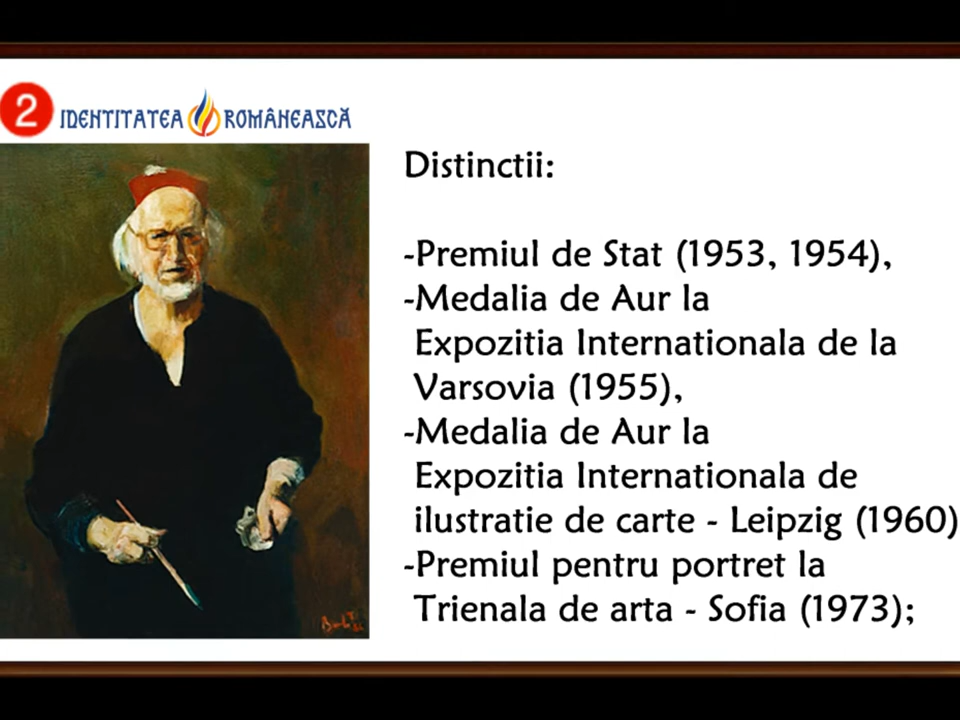 2 IDENTITATEA ROMÂNEASCĂ
Distinctii:
-Premiul de Stat (1953, 1954),
-Medalia de Aur la
Expozitia Internationala de la
Varsovia (1955),
-Medalia de Aur la
Expozitia Internationala de
ilustratie de carte - Leipzig (1960)
-Premiul pentru portret la
Trienala de arta - Sofia (1973);